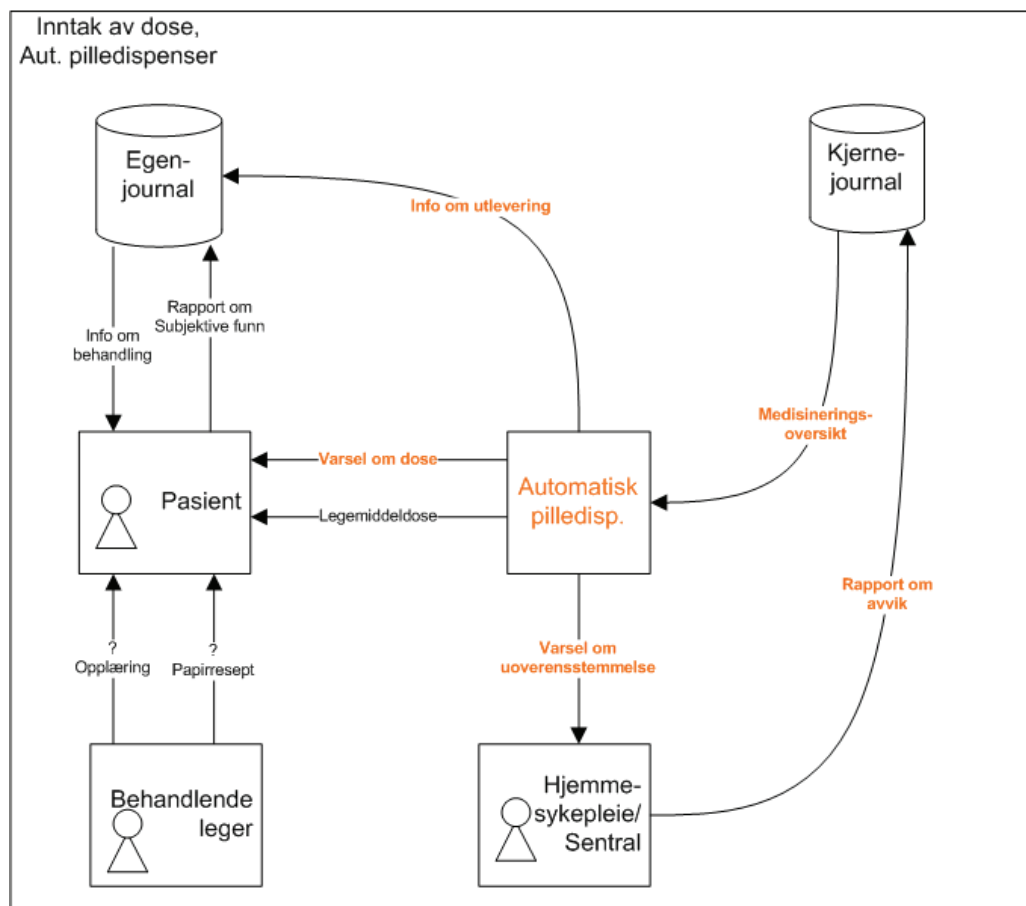 Inntak av dose,
Aut. pilledispenser
Egen-
journal
Kjerne-
journal
Info om utlevering
Rapport om
Subjektive funn
Info om
behandling
Medisinerings-
oversikt
Varsel om dose
Pasient
Automatisk
pilledisp.
Legemiddeldose
Rapport om
avvik
?
Opplæring
?
Papirresept
Varsel om
uoverensstemmelse
Behandlende
leger
Hjemme-
sykepleie/
Sentral